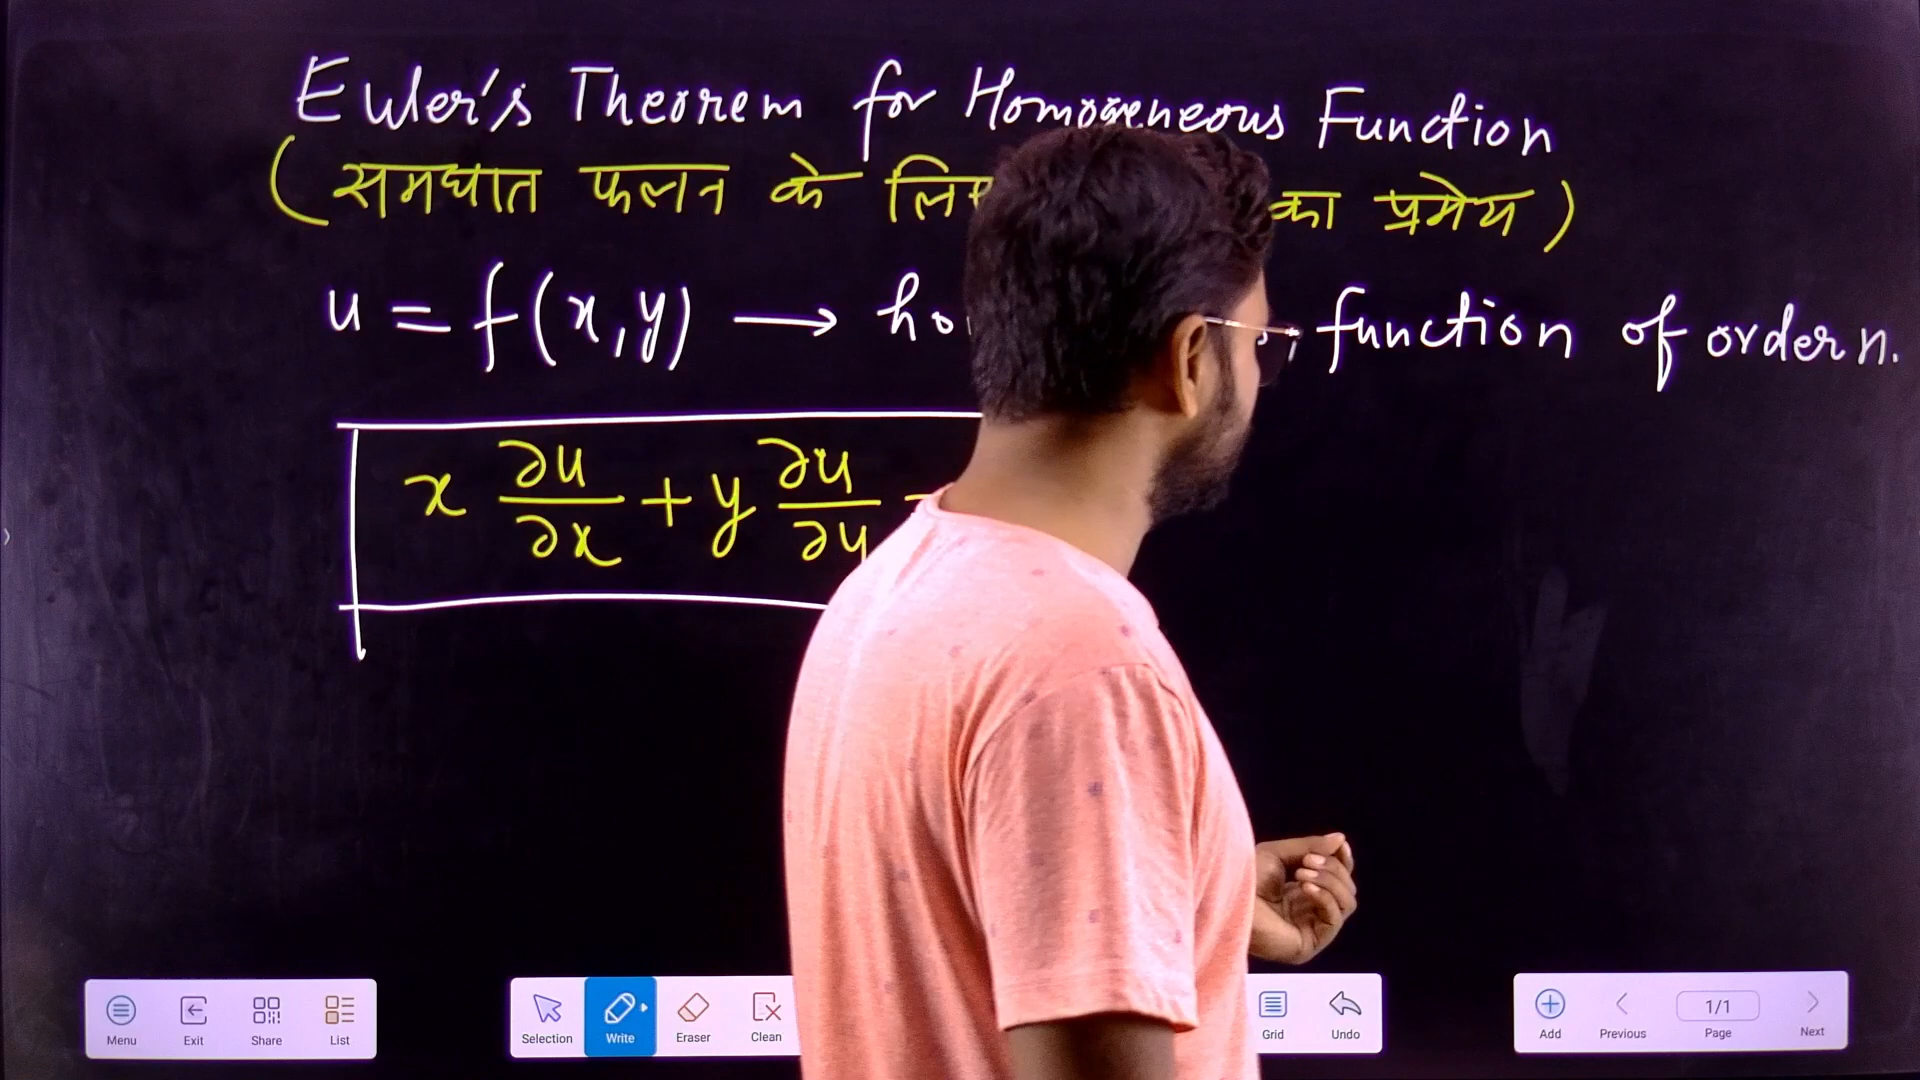 Euler's Theorem for Homogeneous Function
(समघात फलन के का प्रमेय)
u = f(x,y) → function of order n.
x ∂u/∂x + y ∂u/∂y
Menu Exit Share List Selection Write Eraser Clean Grid Undo Add Previous 1/1 Page Next